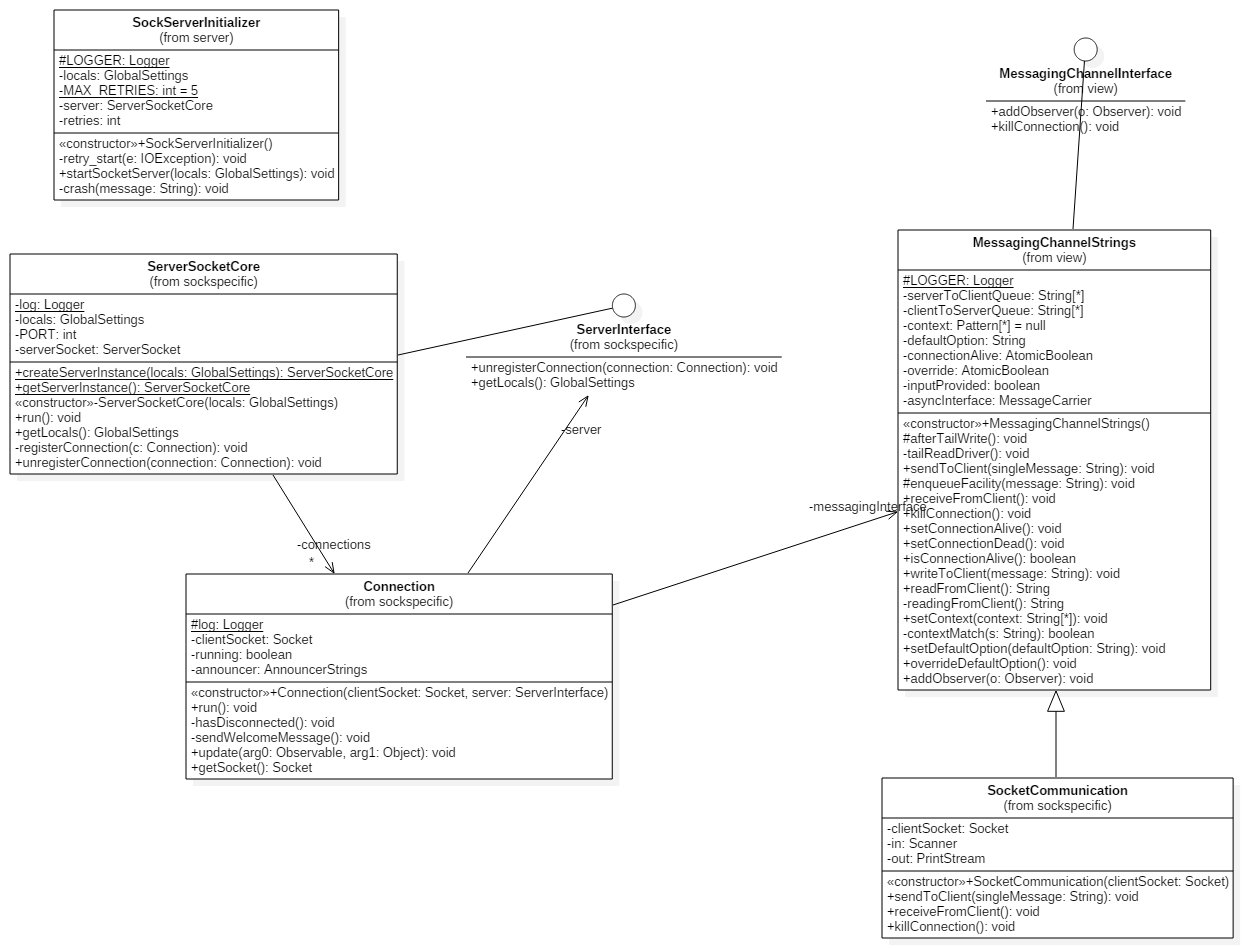 SockServerInitializer
(from server)
#LOGGER: Logger
-locals: GlobalSettings
-MAX_RETRIES: int = 5
-server: ServerSocketCore
-retries: int
«constructor»+SockServerInitializer()
-retry_start(e: IOException): void
+startSocketServer(locals: GlobalSettings): void
-crash(message: String): void
MessagingChannelInterface
(from view)
+addObserver(o: Observer): void
+killConnection(): void
ServerSocketCore
(from sockspecific)
-log: Logger
-locals: GlobalSettings
-PORT: int
-serverSocket: ServerSocket
+createServerInstance(locals: GlobalSettings): ServerSocketCore
+getServerInstance(): ServerSocketCore
«constructor»-ServerSocketCore(locals: GlobalSettings)
+run(): void
+getLocals(): GlobalSettings
-registerConnection(c: Connection): void
+unregisterConnection(connection: Connection): void
ServerInterface
(from sockspecific)
+unregisterConnection(connection: Connection): void
+getLocals(): GlobalSettings
-server
MessagingChannelStrings
(from view)
#LOGGER: Logger
-serverToClientQueue: String[*]
-clientToServerQueue: String[*]
-context: Pattern[*] = null
-defaultOption: String
-connectionAlive: AtomicBoolean
-override: AtomicBoolean
-inputProvided: boolean
-asyncInterface: MessageCarrier
«constructor»+MessagingChannelStrings()
#afterTailWrite(): void
-tailReadDriver(): void
+sendToClient(singleMessage: String): void
#enqueueFacility(message: String): void
+receiveFromClient(): void
+killConnection(): void
+setConnectionAlive(): void
+setConnectionDead(): void
+isConnectionAlive(): boolean
+writeToClient(message: String): void
+readFromClient(): String
-readingFromClient(): String
+setContext(context: String[*]): void
-contextMatch(s: String): boolean
+setDefaultOption(defaultOption: String): void
+overrideDefaultOption(): void
+addObserver(o: Observer): void
-messagingInterface
-connections
*
Connection
(from sockspecific)
#log: Logger
-clientSocket: Socket
-running: boolean
-announcer: AnnouncerStrings
«constructor»+Connection(clientSocket: Socket, server: ServerInterface)
+run(): void
-hasDisconnected(): void
-sendWelcomeMessage(): void
+update(arg0: Observable, arg1: Object): void
+getSocket(): Socket
SocketCommunication
(from sockspecific)
-clientSocket: Socket
-in: Scanner
-out: PrintStream
«constructor»+SocketCommunication(clientSocket: Socket)
+sendToClient(singleMessage: String): void
+receiveFromClient(): void
+killConnection(): void